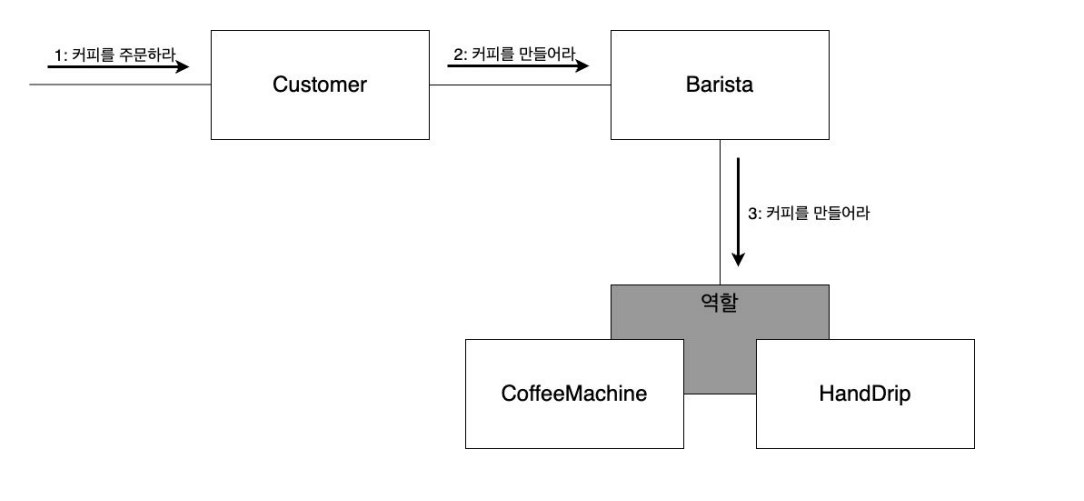 1: 커피를 주문하라
2: 커피를 만들어라
Customer
Barista
3: 커피를 만들어라
역할
CoffeeMachine
HandDrip